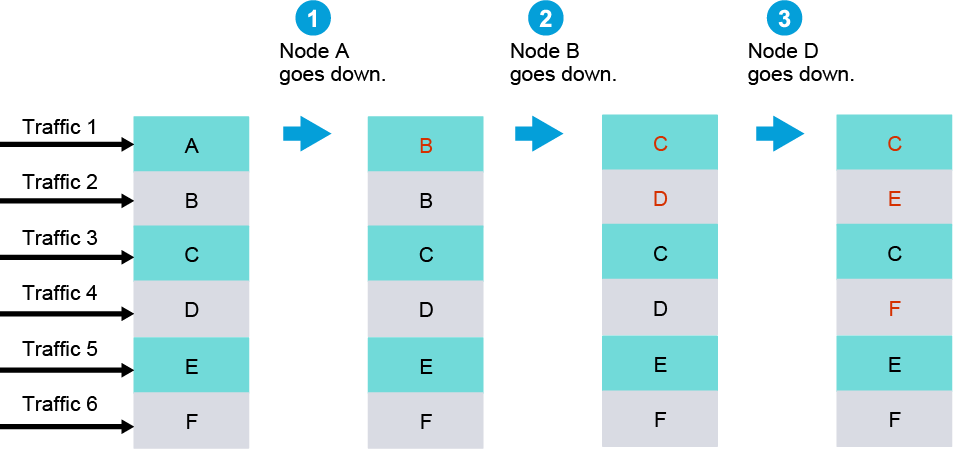 1
2
3
Node A
goes down.
Node B
goes down.
Node D
goes down.
Traffic 1
A
B
C
C
Traffic 2
B
B
D
E
Traffic 3
C
C
C
C
Traffic 4
D
D
D
F
Traffic 5
E
E
E
E
Traffic 6
F
F
F
F